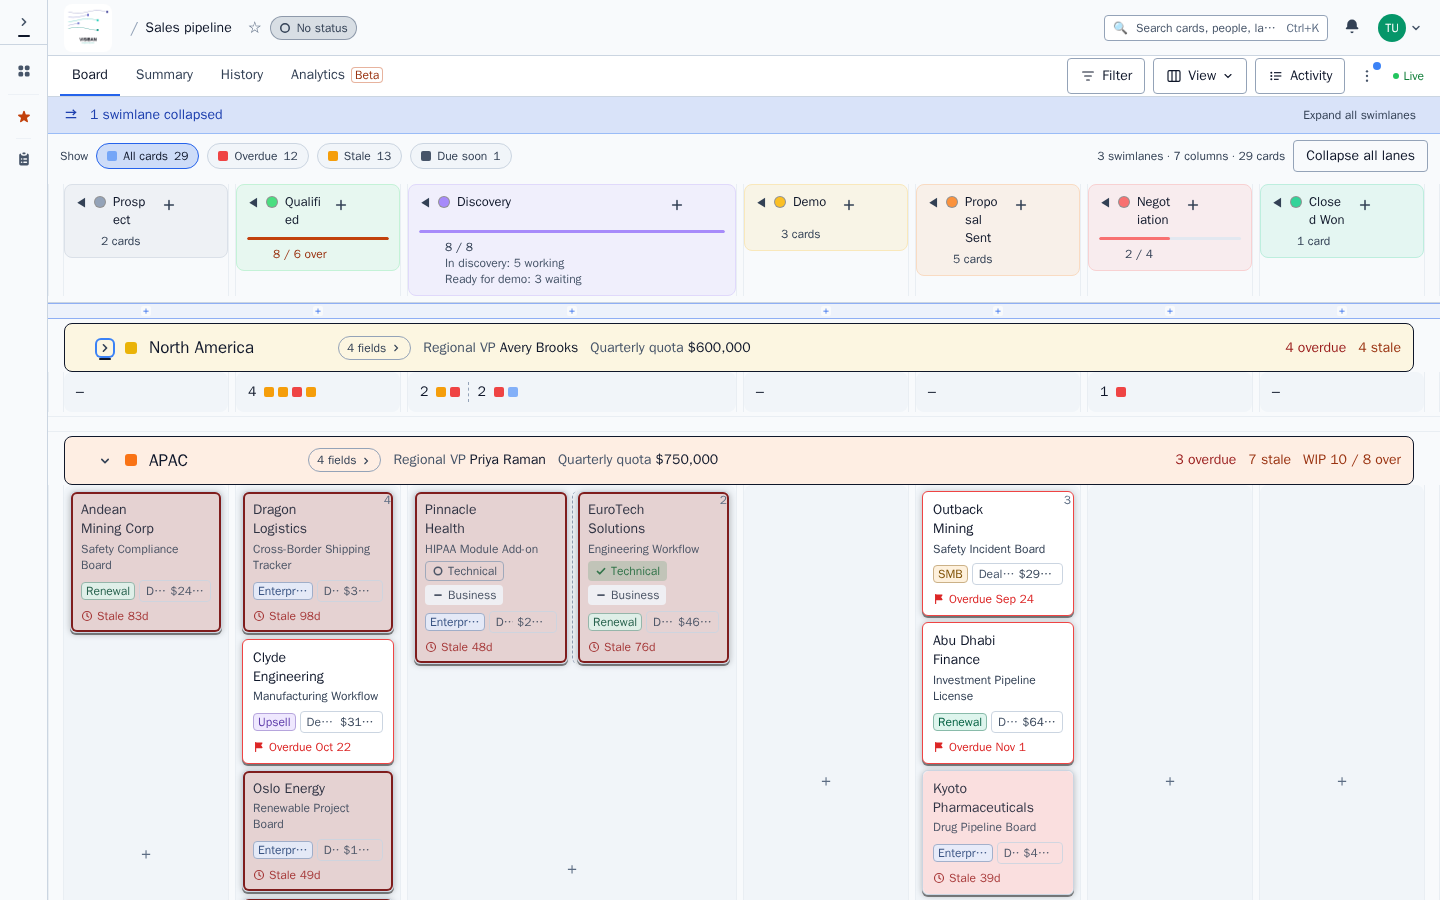 / Sales pipeline ☆ No status
Search cards, people, la··· Ctrl+K
TU
Board Summary History Analytics Beta
Filter View Activity Live
1 swimlane collapsed Expand all swimlanes
Show All cards 29 Overdue 12 Stale 13 Due soon 1
3 swimlanes · 7 columns · 29 cards Collapse all lanes
Prosp
ect
2 cards
Qualifi
ed
8 / 6 over
Discovery
8 / 8
In discovery: 5 working
Ready for demo: 3 waiting
Demo
3 cards
Propo
sal
Sent
5 cards
Negot
iation
2 / 4
Close
d Won
1 card
North America 4 fields Regional VP Avery Brooks Quarterly quota $600,000 4 overdue 4 stale
– 4 2 2 – – 1 –
APAC 4 fields Regional VP Priya Raman Quarterly quota $750,000 3 overdue 7 stale WIP 10 / 8 over
Andean
Mining Corp
Safety Compliance
Board
Renewal D··· $24···
Stale 83d
4
Dragon
Logistics
Cross-Border Shipping
Tracker
Enterpr··· D·· $3···
Stale 98d
Clyde
Engineering
Manufacturing Workflow
Upsell De··· $31···
Overdue Oct 22
Oslo Energy
Renewable Project
Board
Enterpr··· D·· $1···
Stale 49d
Pinnacle
Health
HIPAA Module Add-on
Technical
Business
Enterpr··· D·· $2···
Stale 48d
2
EuroTech
Solutions
Engineering Workflow
Technical
Business
Renewal D··· $46···
Stale 76d
3
Outback
Mining
Safety Incident Board
SMB Deal··· $29···
Overdue Sep 24
Abu Dhabi
Finance
Investment Pipeline
License
Renewal D··· $64···
Overdue Nov 1
Kyoto
Pharmaceuticals
Drug Pipeline Board
Enterpr··· D·· $4···
Stale 39d